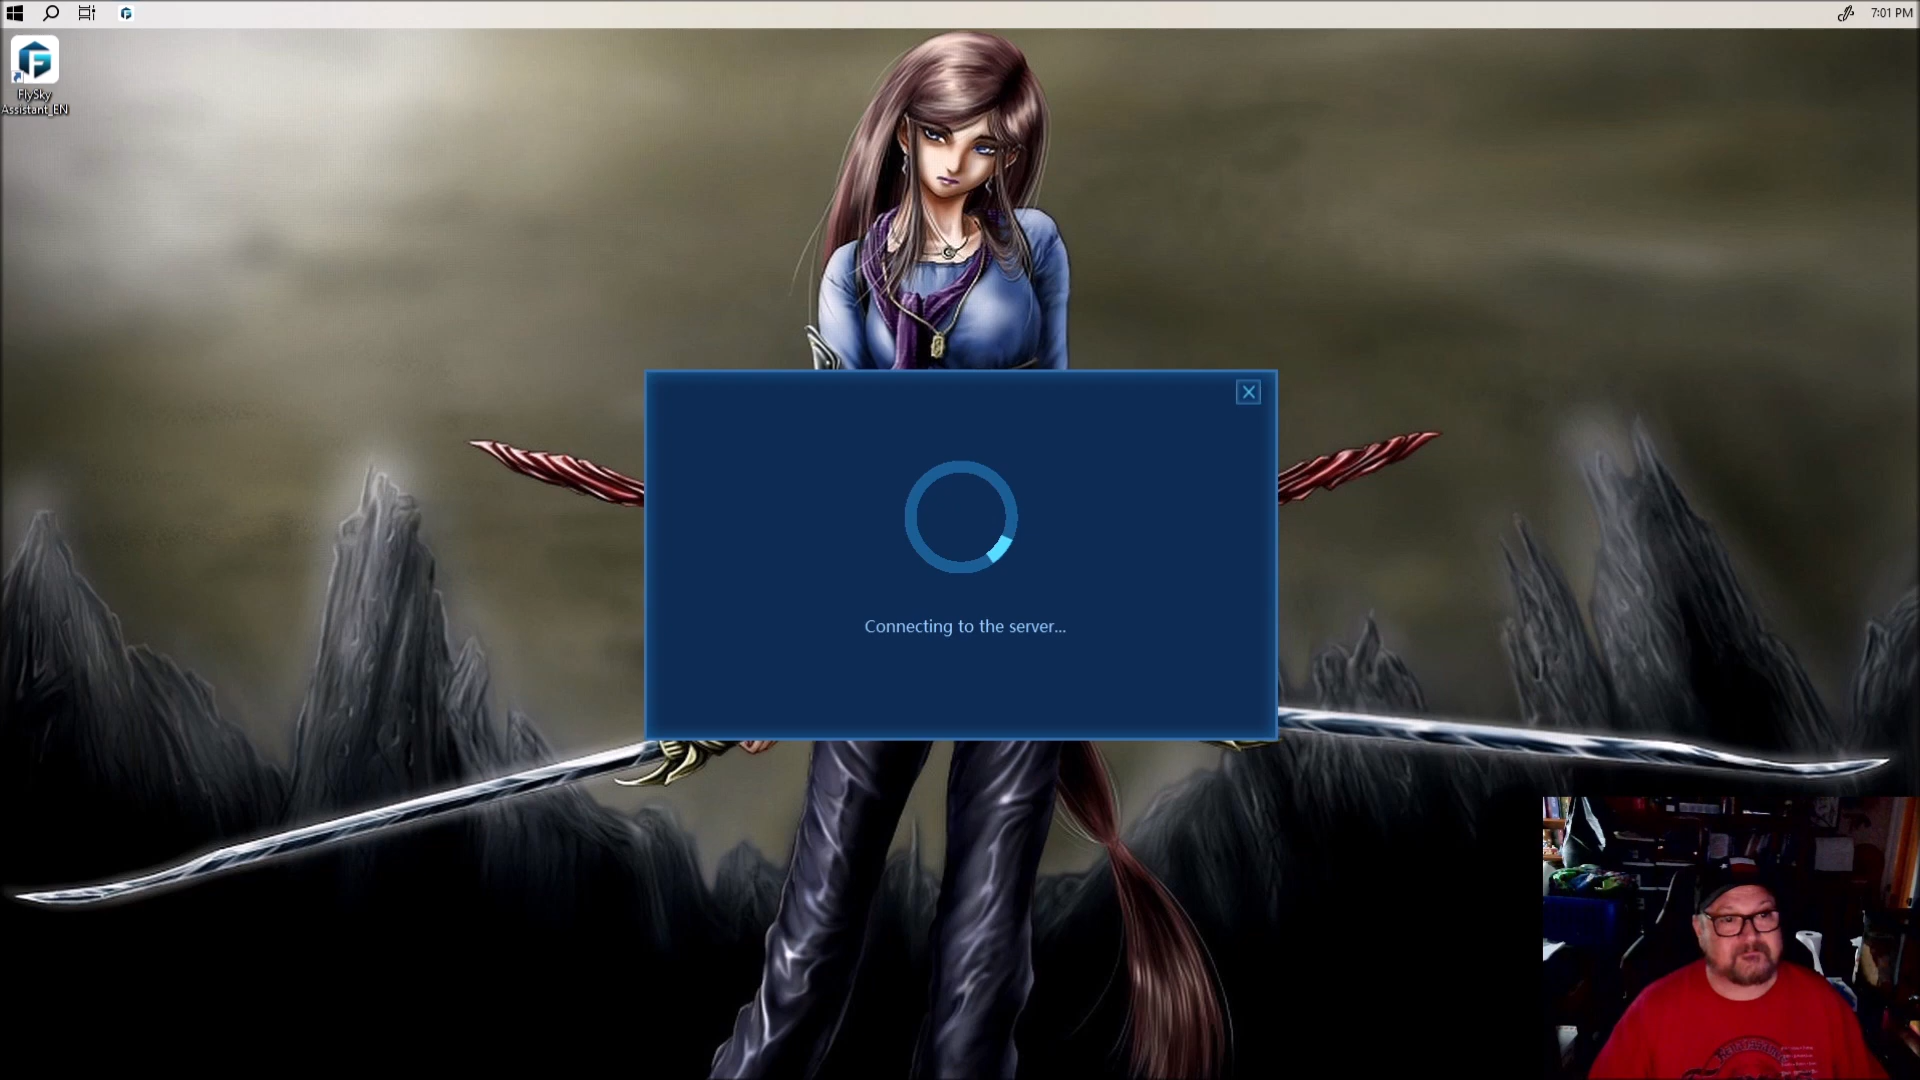 7:01 PM
FlySky
Assistant_EN
Connecting to the server...